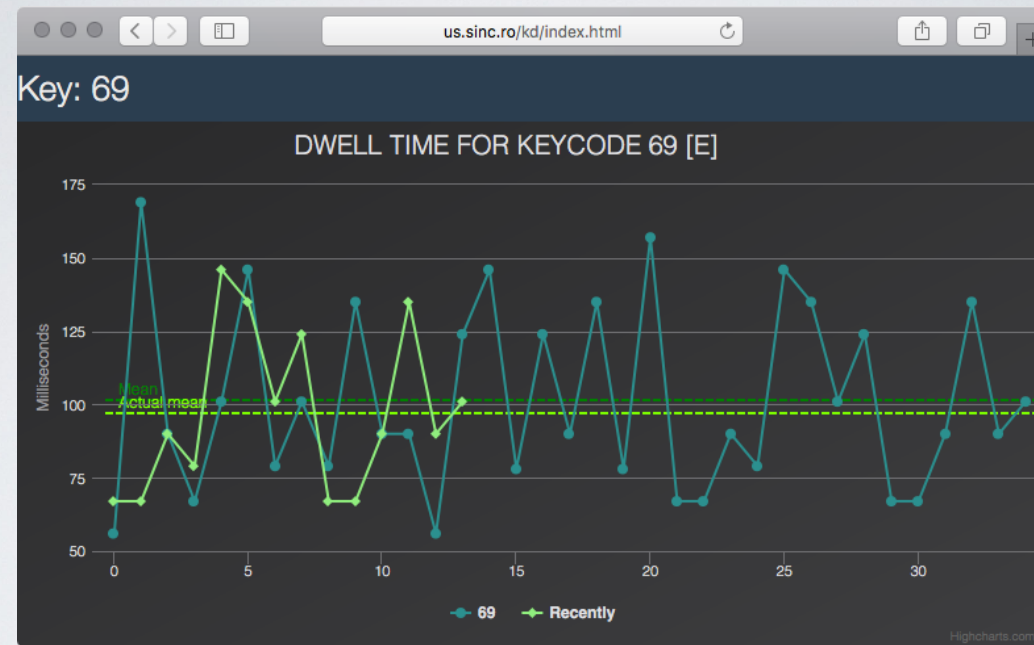 us.sinc.ro/kd/index.html
Key: 69
DWELL TIME FOR KEYCODE 69 [E]
175
150
125
100
75
50
Milliseconds
Mean
Actual mean
0 5 10 15 20 25 30
69 Recently
Highcharts.com